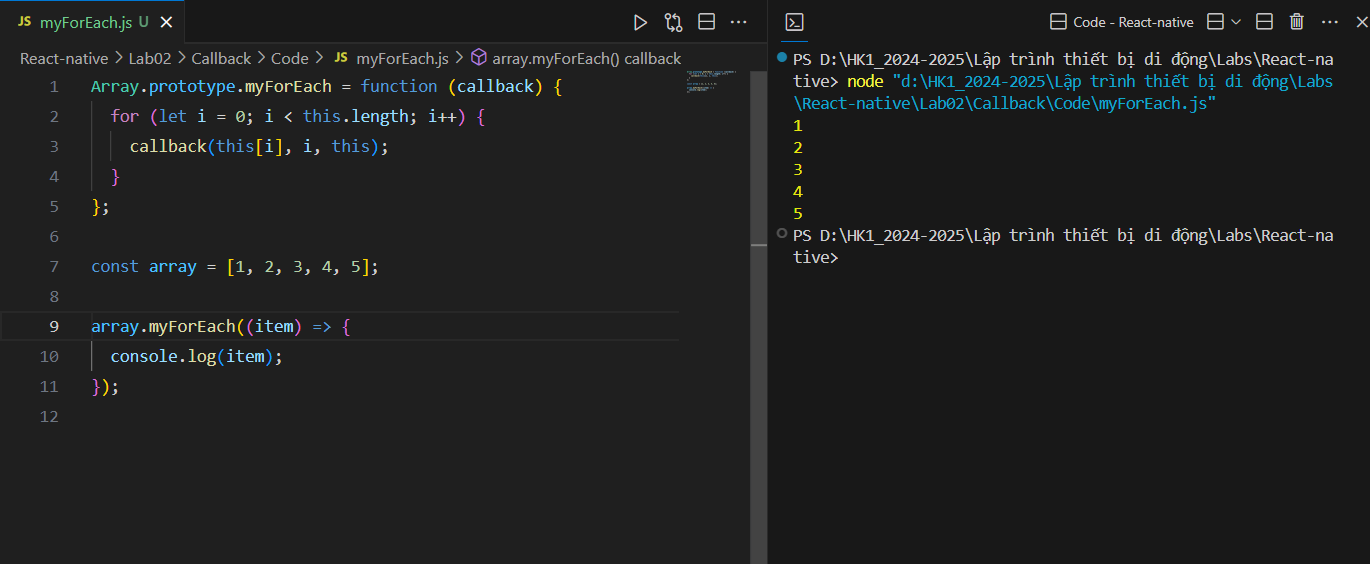 JS myForEach.js U
React-native > Lab02 > Callback > Code > JS myForEach.js > array.myForEach() callback
1 Array.prototype.myForEach = function (callback) {
2 for (let i = 0; i < this.length; i++) {
3 callback(this[i], i, this);
4 }
5 };
6
7 const array = [1, 2, 3, 4, 5];
8
9 array.myForEach((item) => {
10 console.log(item);
11 });
12
Code - React-native
PS D:\HK1_2024-2025\Lập trình thiết bị di động\Labs\React-na
tive> node "d:\HK1_2024-2025\Lập trình thiết bị di động\Labs
\React-native\Lab02\Callback\Code\myForEach.js"
1
2
3
4
5
PS D:\HK1_2024-2025\Lập trình thiết bị di động\Labs\React-na
tive>